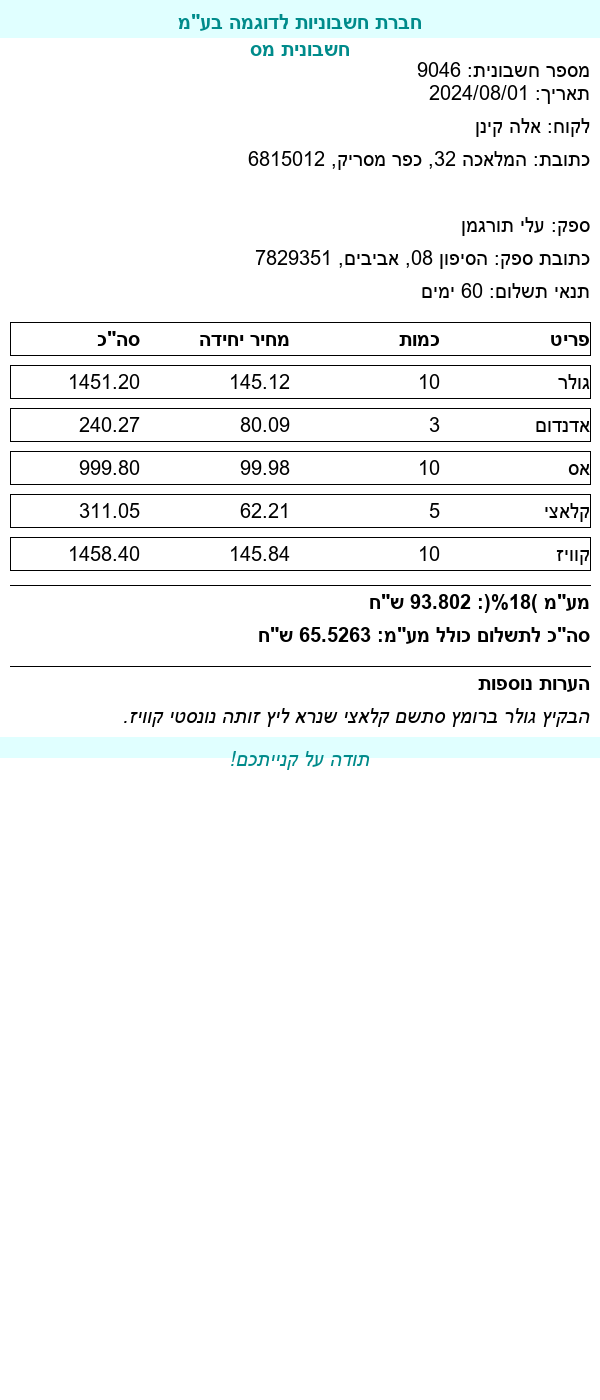 חברת חשבוניות לדוגמה בע"מ
חשבונית מס
מספר חשבונית: 9046
תאריך: 2024/08/01
לקוח: אלה קינן
כתובת: המלאכה 32, כפר מסריק, 6815012
ספק: עלי תורגמן
כתובת ספק: הסיפון 08, אביבים, 7829351
תנאי תשלום: 60 ימים
פריט כמות מחיר יחידה סה"כ
גולר 10 145.12 1451.20
אדנדום 3 80.09 240.27
אס 10 99.98 999.80
קלאצי 5 62.21 311.05
קוויז 10 145.84 1458.40
מע"מ )18%(: 93.802 ש"ח
סה"כ לתשלום כולל מע"מ: 65.5263 ש"ח
הערות נוספות
הבקיץ גולר ברומץ סתשם קלאצי שנרא ליץ זותה נונסטי קוויז.
תודה על קנייתכם!